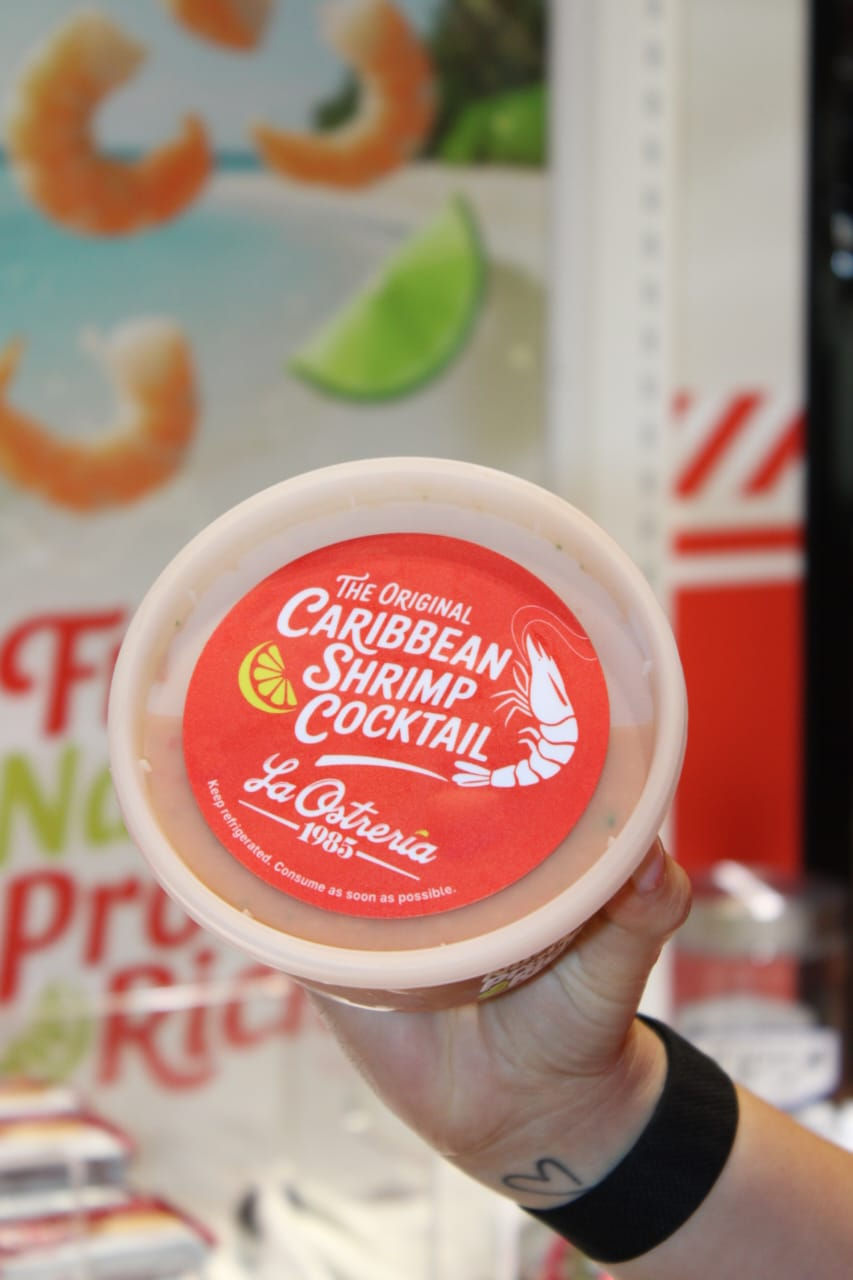 THE ORIGINAL
CARIBBEAN
SHRIMP
COCKTAIL
La Ostrería
1985
Keep refrigerated. Consume as soon as possible.